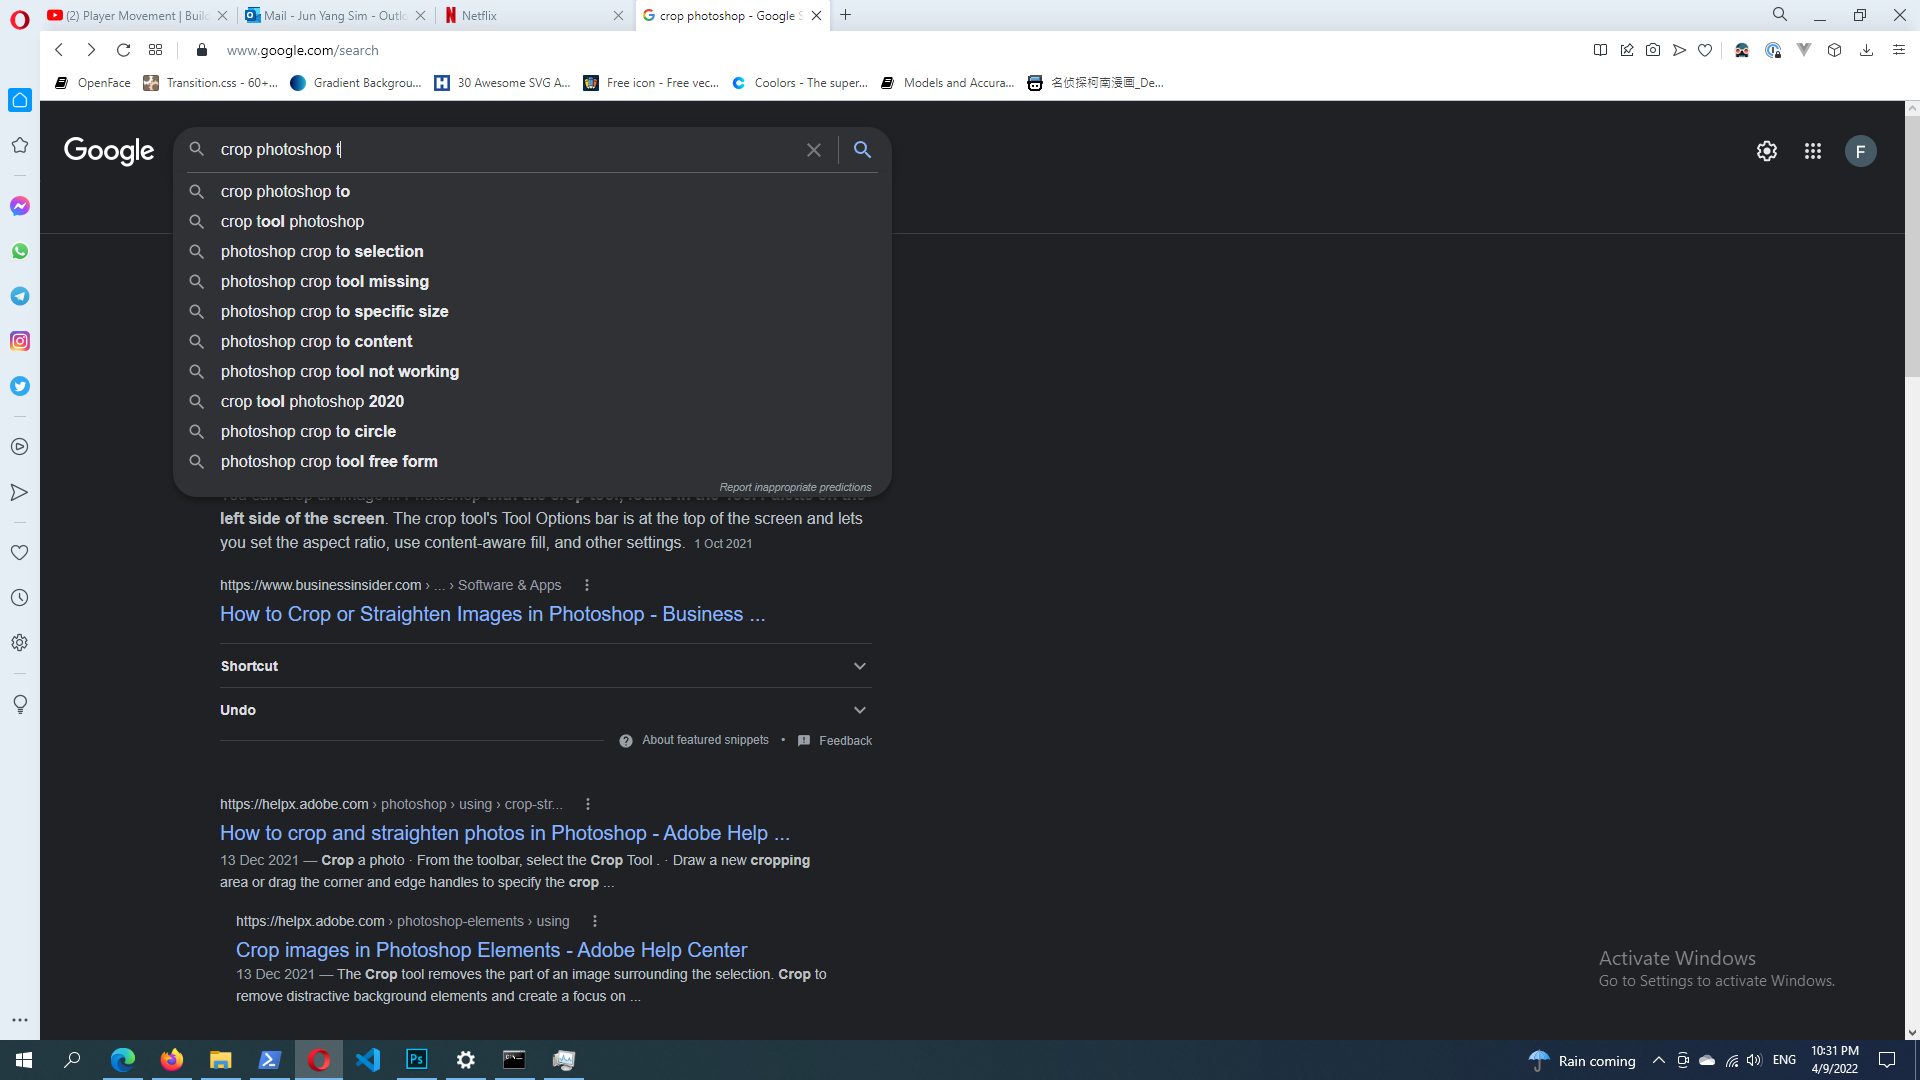 (2) Player Movement | Build
Mail - Jun Yang Sim - Outlo
Netflix
crop photoshop - Google S
www.google.com/search
OpenFace
Transition.css - 60+...
Gradient Backgrou...
30 Awesome SVG A...
Free icon - Free vec...
Coolors - The super...
Models and Accura...
名侦探柯南漫画_De...
Google
crop photoshop t
F
crop photoshop to
crop tool photoshop
photoshop crop to selection
photoshop crop tool missing
photoshop crop to specific size
photoshop crop to content
photoshop crop tool not working
crop tool photoshop 2020
photoshop crop to circle
photoshop crop tool free form
Report inappropriate predictions
left side of the screen. The crop tool's Tool Options bar is at the top of the screen and lets
you set the aspect ratio, use content-aware fill, and other settings. 1 Oct 2021
https://www.businessinsider.com › ... › Software & Apps
How to Crop or Straighten Images in Photoshop - Business ...
Shortcut
Undo
About featured snippets • Feedback
https://helpx.adobe.com › photoshop › using › crop-str...
How to crop and straighten photos in Photoshop - Adobe Help ...
13 Dec 2021 — Crop a photo · From the toolbar, select the Crop Tool . · Draw a new cropping
area or drag the corner and edge handles to specify the crop ...
https://helpx.adobe.com › photoshop-elements › using
Crop images in Photoshop Elements - Adobe Help Center
13 Dec 2021 — The Crop tool removes the part of an image surrounding the selection. Crop to
remove distractive background elements and create a focus on ...
Activate Windows
Go to Settings to activate Windows.
Ps
Rain coming
ENG
10:31 PM
4/9/2022